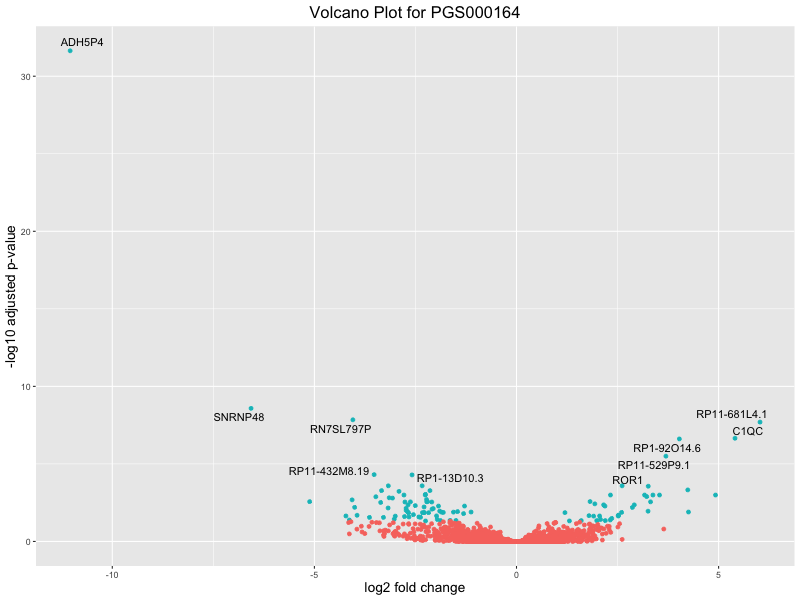 Volcano Plot for PGS000164
ADH5P4
30
20
10
0
-log10 adjusted p-value
SNRNP48
RN7SL797P
RP11-432M8.19
RP1-13D10.3
RP11-681L4.1
C1QC
RP1-92O14.6
RP11-529P9.1
ROR1
-10
-5
0
5
log2 fold change